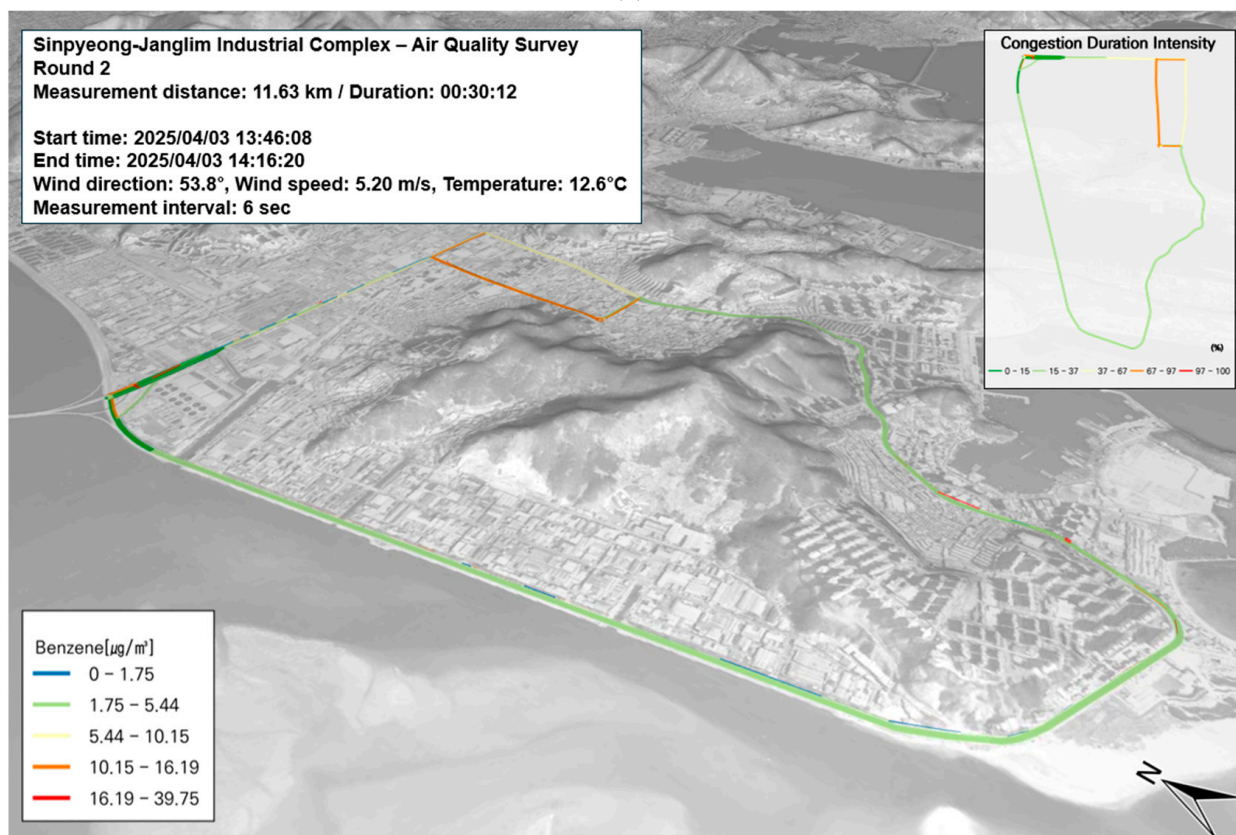 Sinpyeong-Janglim Industrial Complex – Air Quality Survey
Round 2
Measurement distance: 11.63 km / Duration: 00:30:12
Start time: 2025/04/03 13:46:08
End time: 2025/04/03 14:16:20
Wind direction: 53.8°, Wind speed: 5.20 m/s, Temperature: 12.6°C
Measurement interval: 6 sec
Congestion Duration Intensity
(%)
0 – 15 15 – 37 37 – 67 67 – 97 97 – 100
Benzene[㎍/㎥]
0 – 1.75
1.75 – 5.44
5.44 – 10.15
10.15 – 16.19
16.19 – 39.75
N